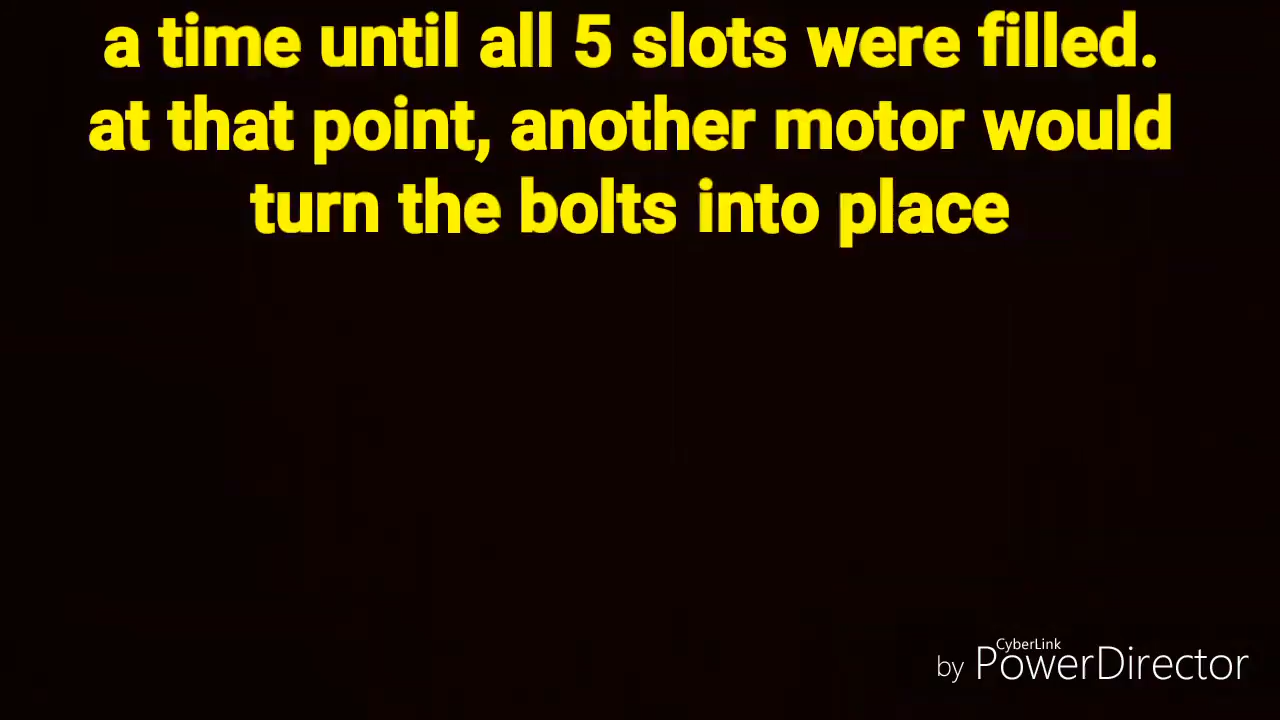 a time until all 5 slots were filled.
at that point, another motor would
turn the bolts into place
CyberLink
by PowerDirector